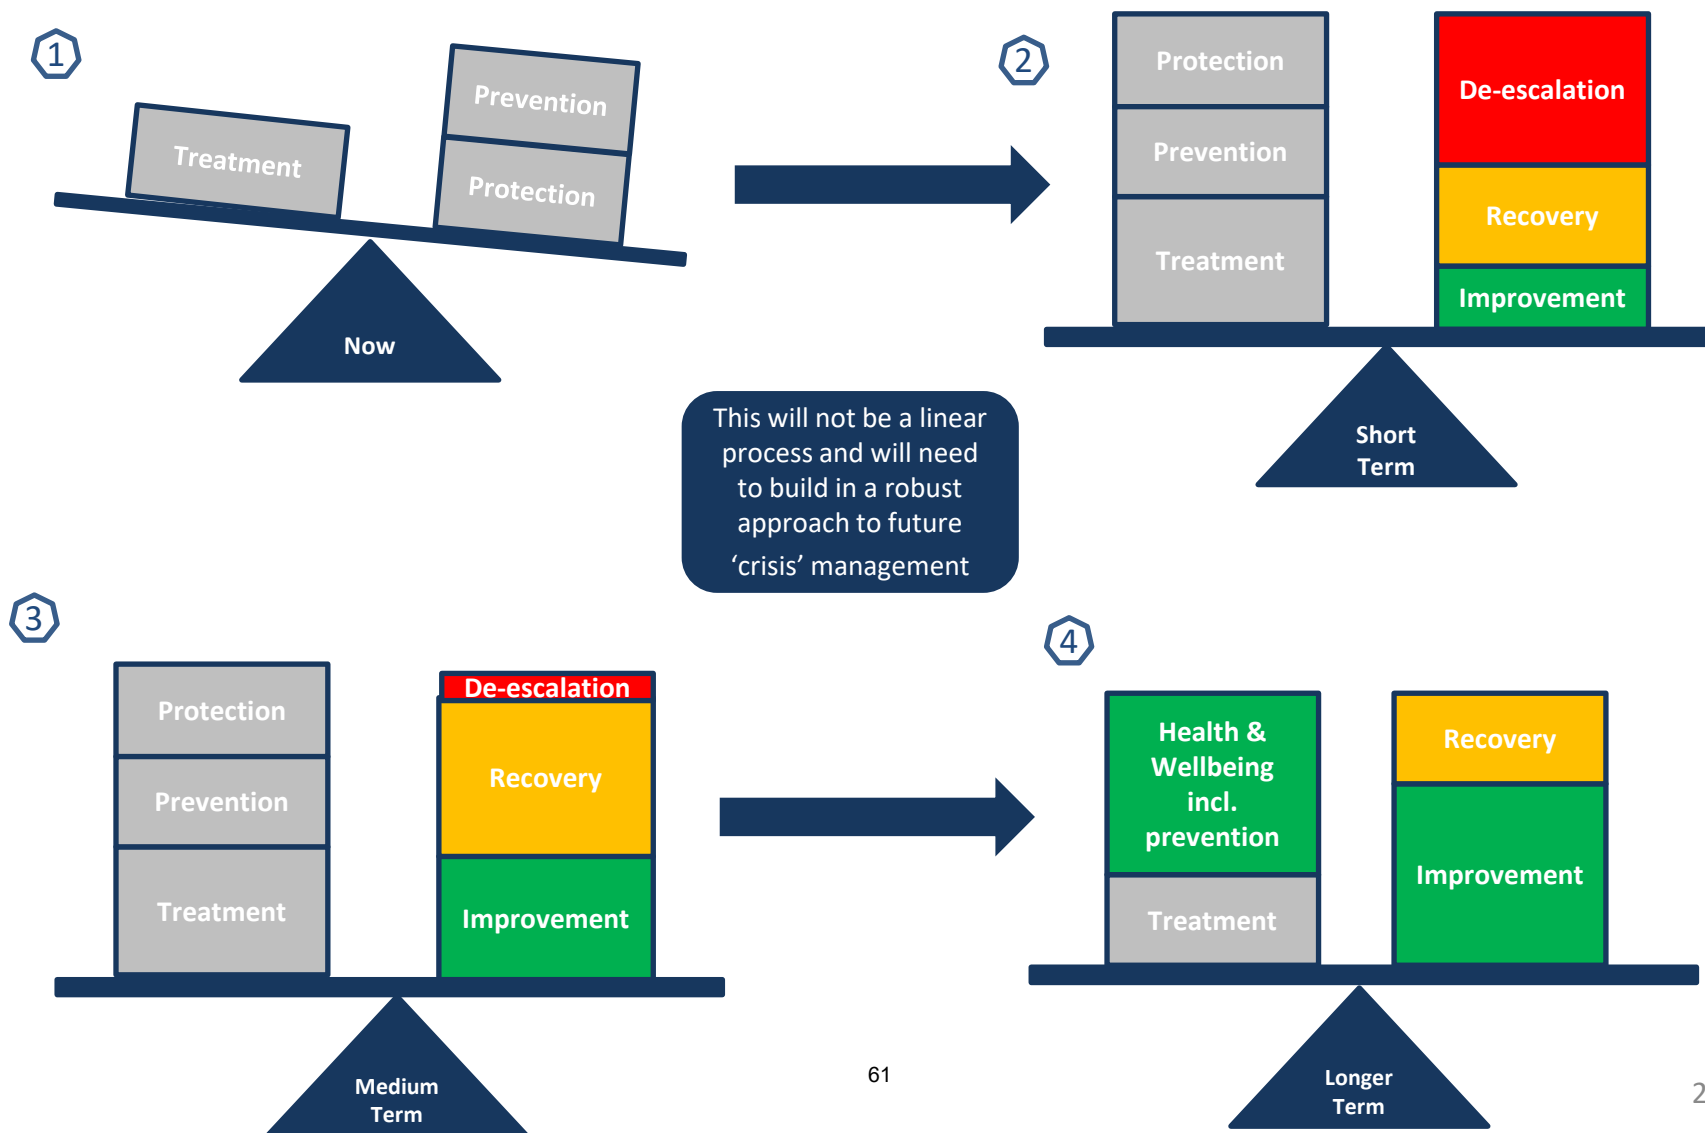 1
Treatment
Prevention
Protection
Now
2
Protection
Prevention
Treatment
De-escalation
Recovery
Improvement
Short
Term
This will not be a linear
process and will need
to build in a robust
approach to future
‘crisis’ management
3
Protection
Prevention
Treatment
De-escalation
Recovery
Improvement
Medium
Term
4
Health &
Wellbeing
incl.
prevention
Treatment
Recovery
Improvement
Longer
Term
61
2